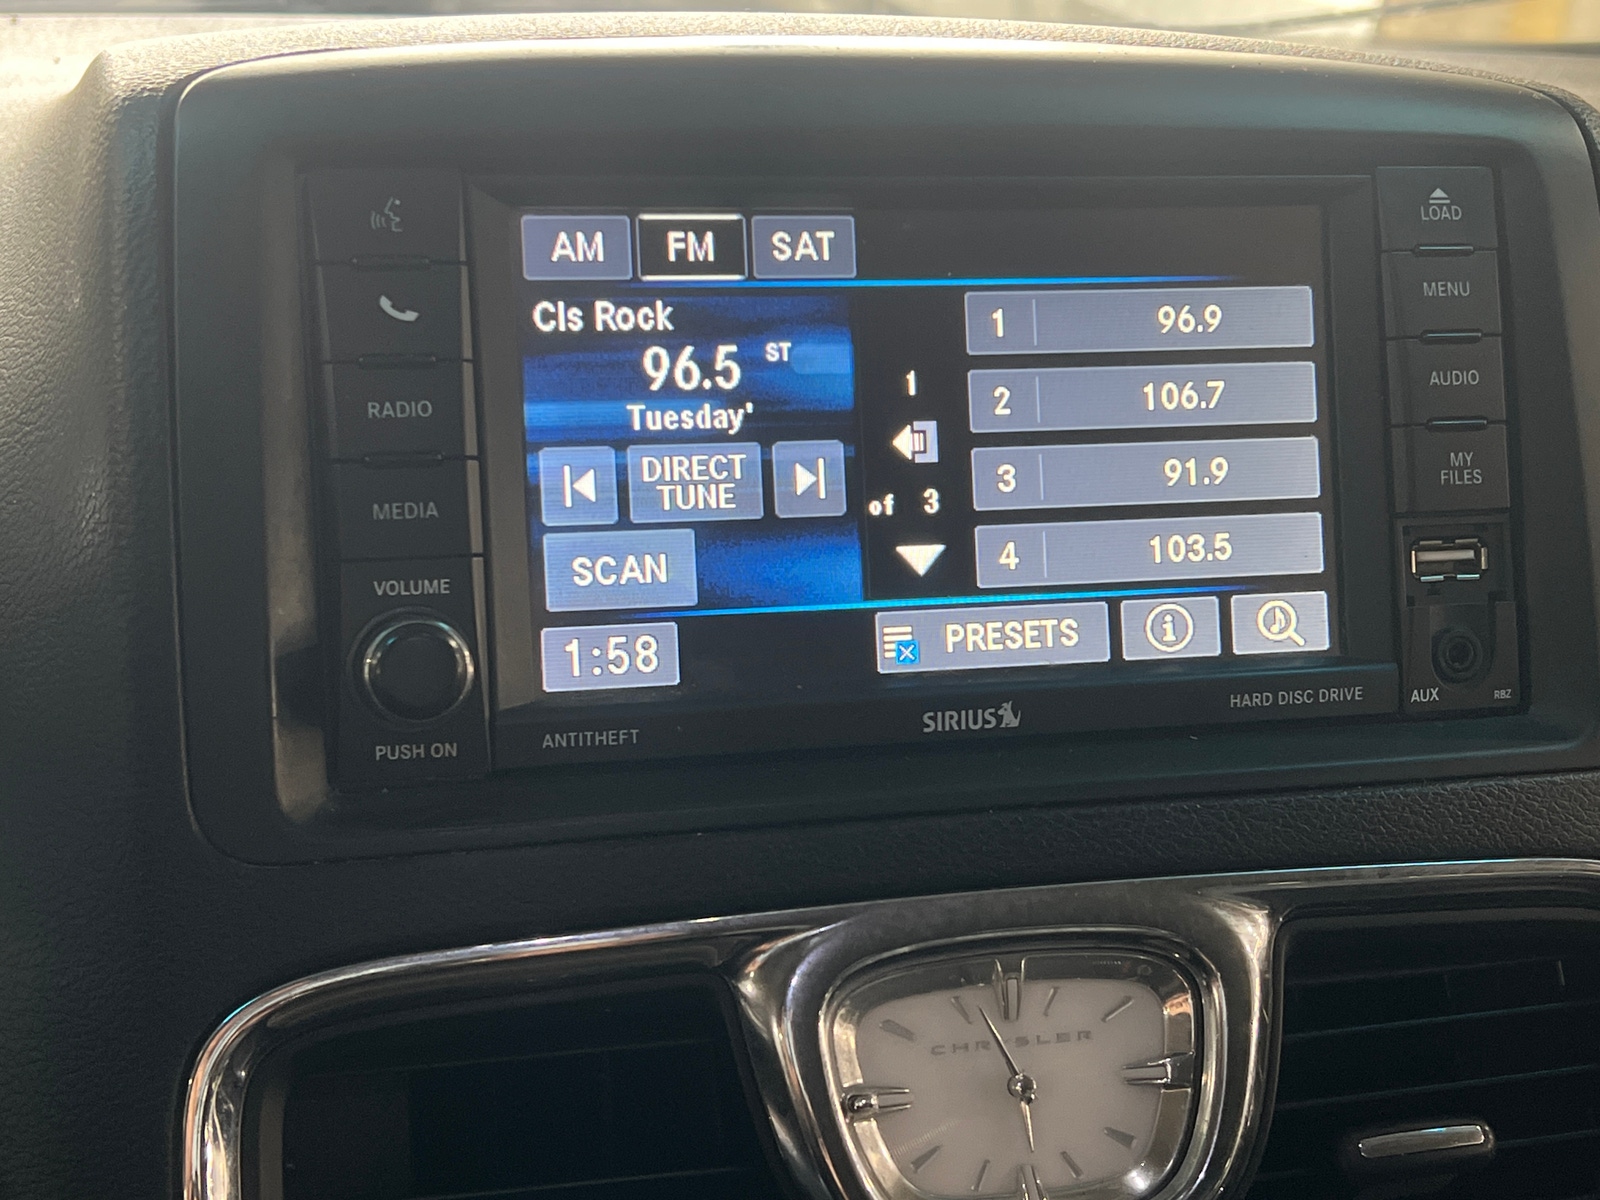 AM FM SAT
Cls Rock
96.5 ST
Tuesday'
DIRECT
TUNE
SCAN
1:58
1
of 3
1 96.9
2 106.7
3 91.9
4 103.5
PRESETS
i
RADIO
MEDIA
VOLUME
PUSH ON
ANTITHEFT
SIRIUS
HARD DISC DRIVE
LOAD
MENU
AUDIO
MY
FILES
AUX
RBZ
CHRYSLER